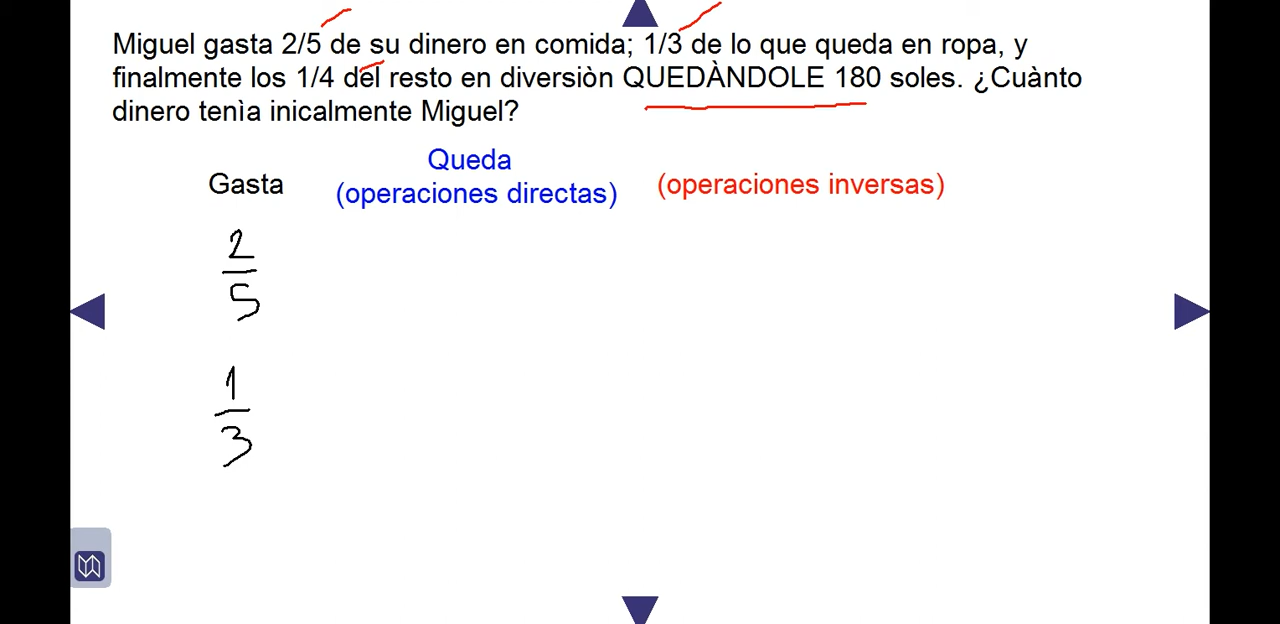 Miguel gasta 2/5 de su dinero en comida; 1/3 de lo que queda en ropa, y
finalmente los 1/4 del resto en diversiòn QUEDÀNDOLE 180 soles. ¿Cuànto
dinero tenìa inicalmente Miguel?
Queda
Gasta (operaciones directas) (operaciones inversas)
2
5
1
3